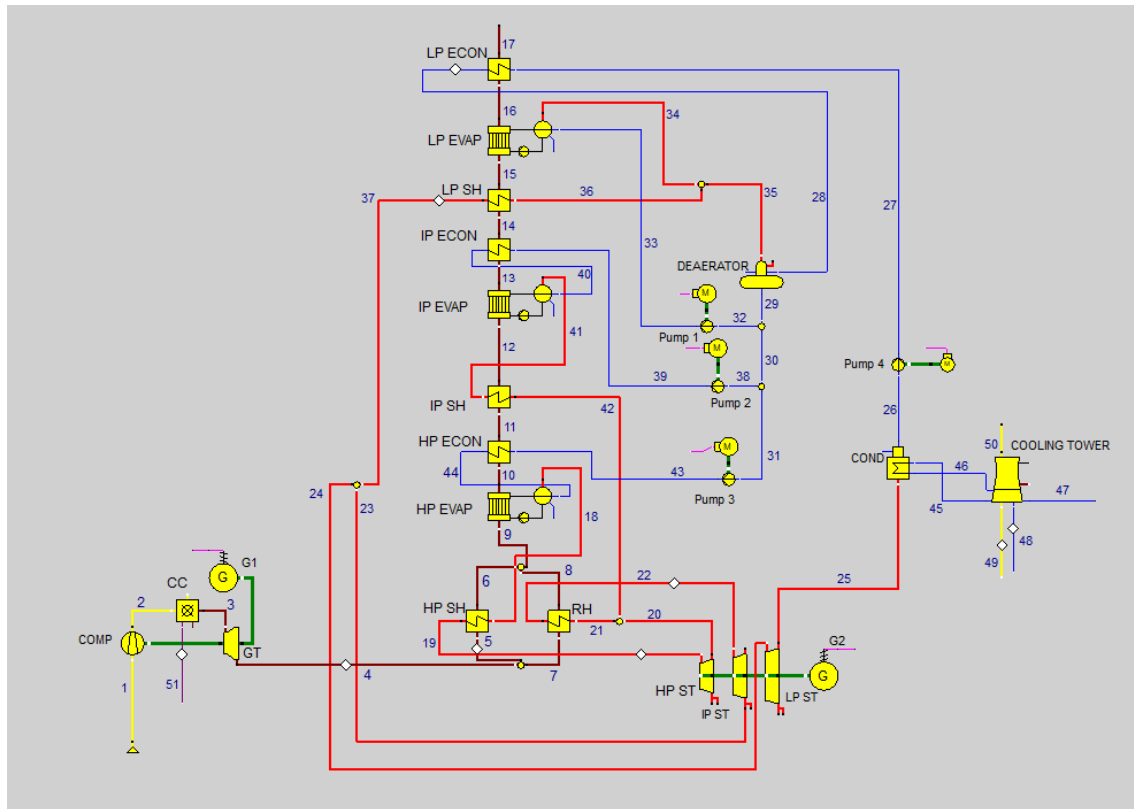 17
LP ECON
16
34
LP EVAP
15
37
LP SH
36
35
28
27
14
IP ECON
33
DEAERATOR
13
40
29
M
IP EVAP
41
32
Pump 1
M
30
12
39
38
Pump 4
M
Pump 2
IP SH
42
26
11
50
COOLING TOWER
HP ECON
M
31
COND
46
44
10
43
47
24
23
Pump 3
45
HP EVAP
18
48
9
49
G1
6
8
22
25
CC
G
2
3
HP SH
RH
20
G2
COMP
19
5
21
GT
7
G
1
51
4
HP ST
IP ST
LP ST